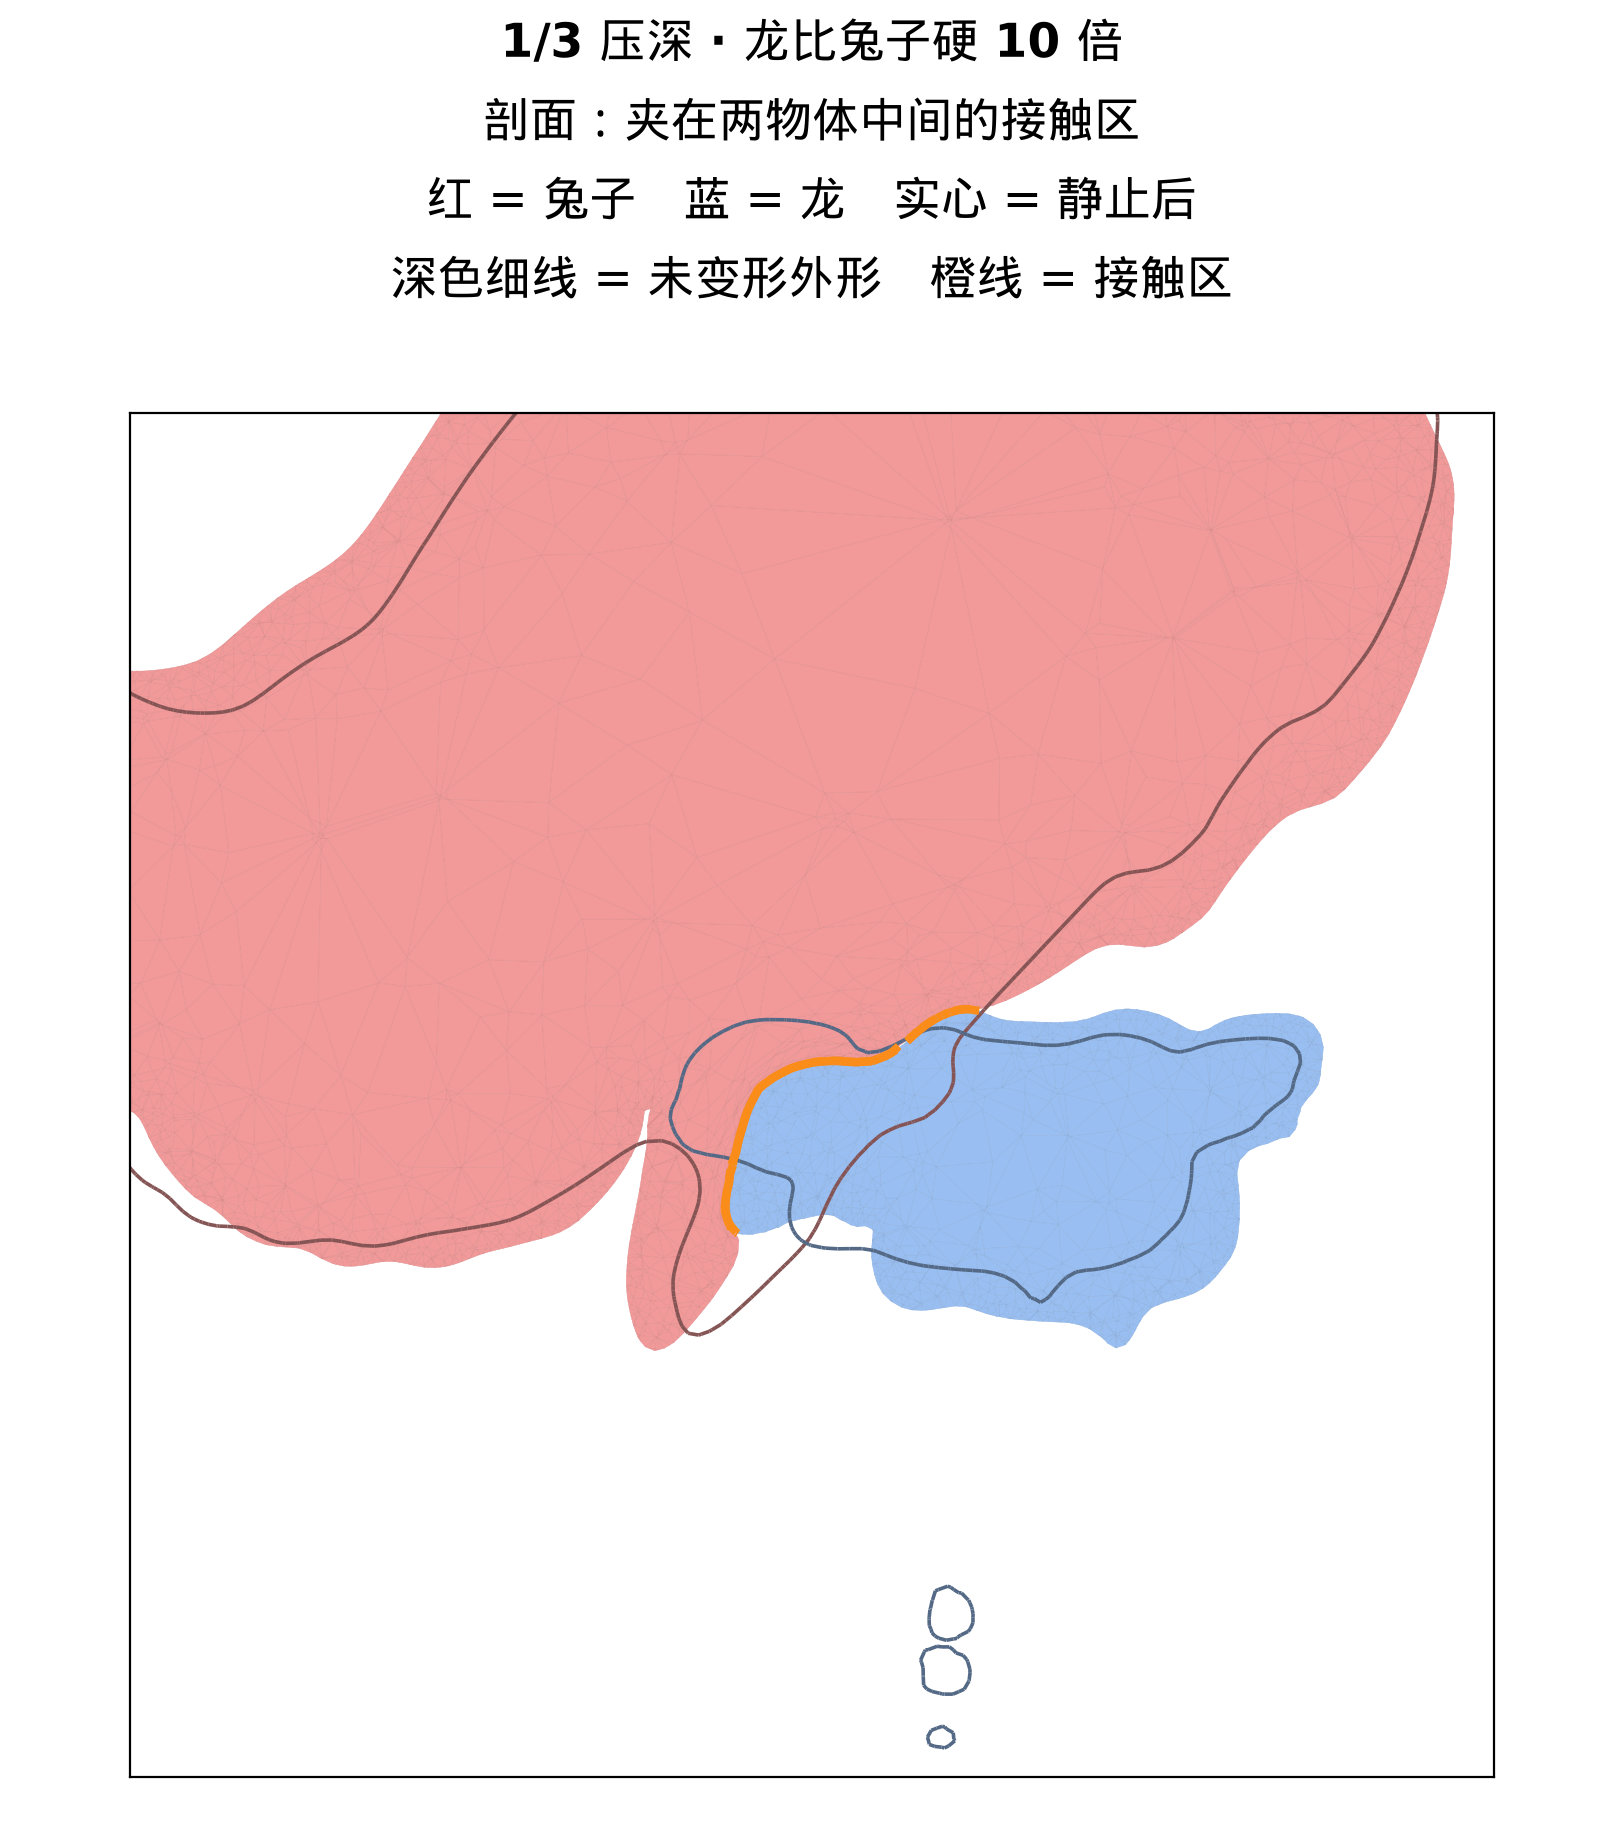 1/3 压深 · 龙比兔子硬 10 倍
剖面：夹在两物体中间的接触区
红 = 兔子　蓝 = 龙　实心 = 静止后
深色细线 = 未变形外形　橙线 = 接触区